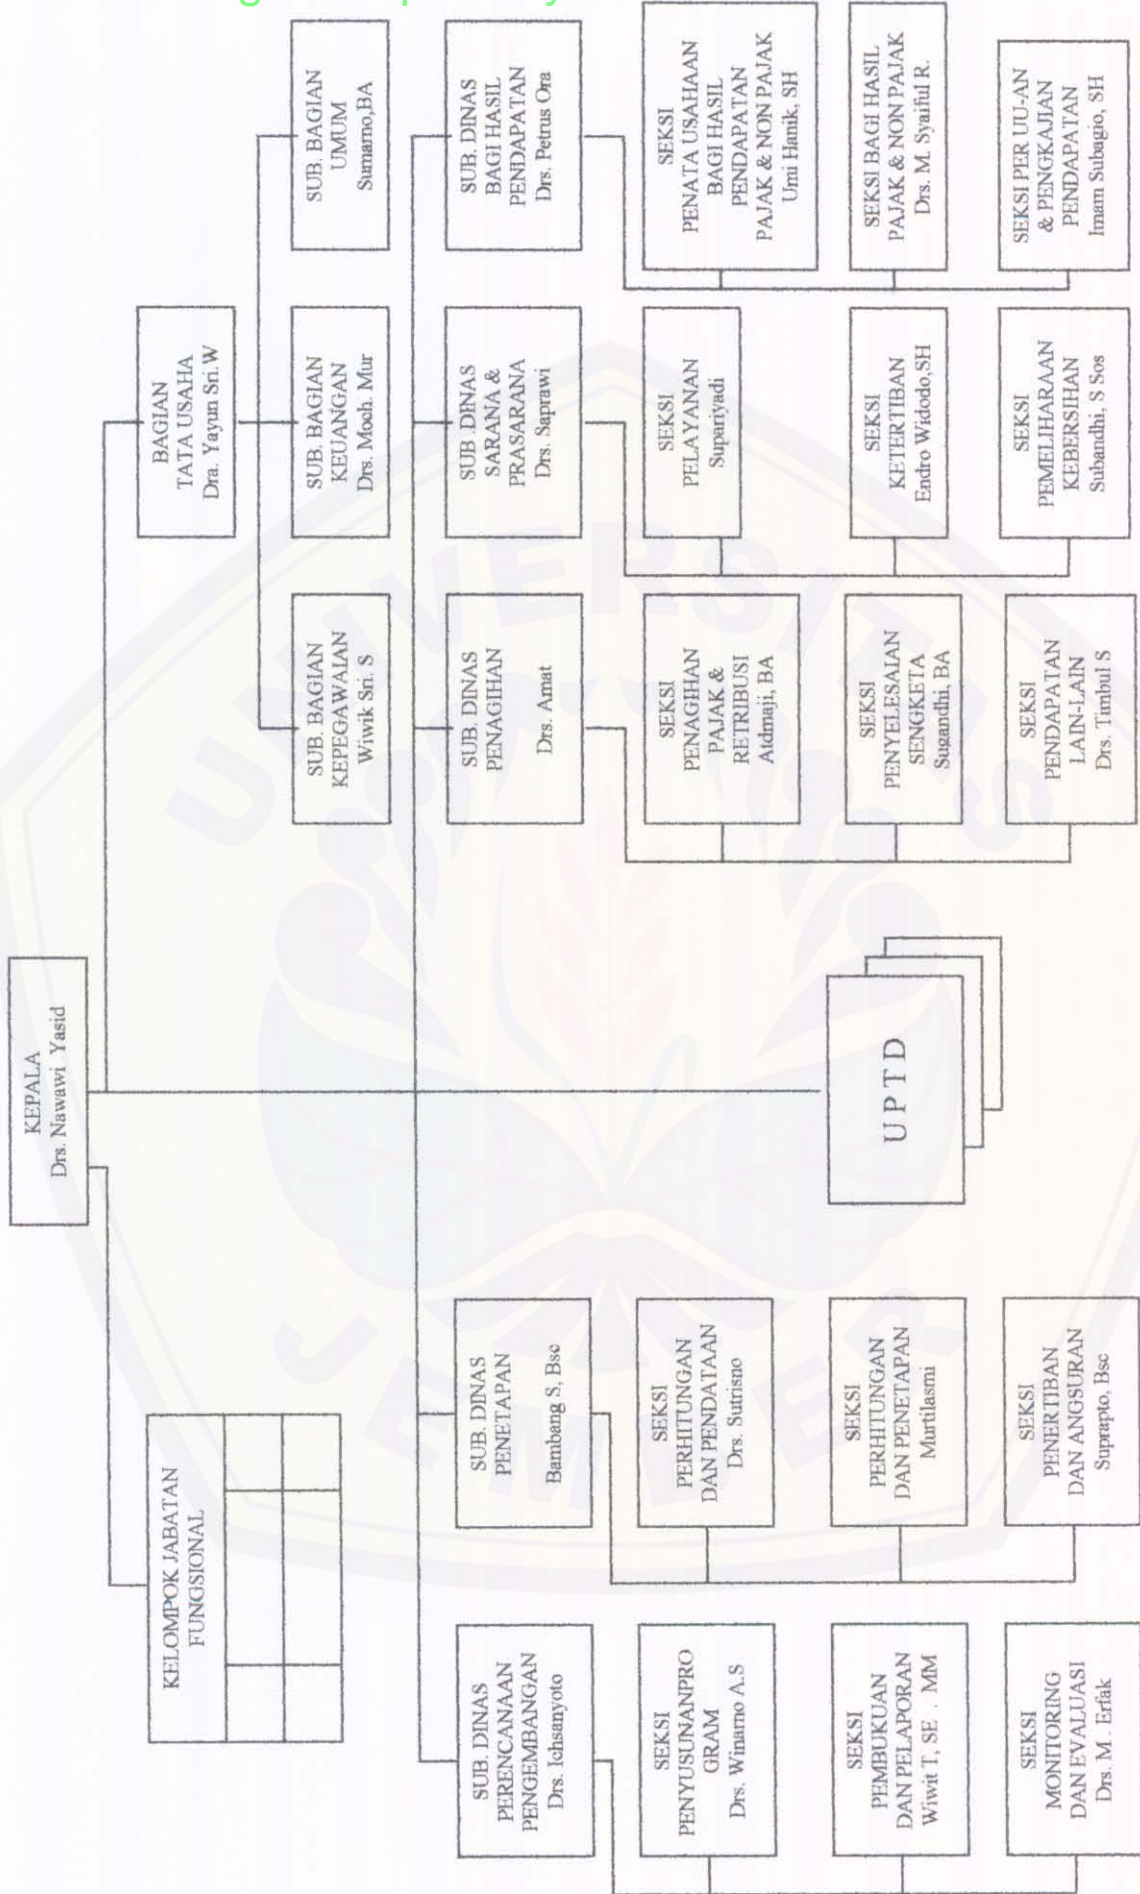 KEPALA
Drs. Nawawi Yasid
KELOMPOK JABATAN
FUNGSIONAL
BAGIAN
TATA USAHA
Dra. Yayun Sri.W
SUB. BAGIAN
KEPEGAWAIAN
Wiwik Sri. S
SUB. BAGIAN
KEUANGAN
Drs. Moch. Mur
SUB. BAGIAN
UMUM
Sumarno,BA
SUB. DINAS
PERENCANAAN
PENGEMBANGAN
Drs. Ichsanyoto
SUB. DINAS
PENETAPAN
Bambang S, Bsc
SUB. DINAS
PENAGIHAN
Drs. Amat
SUB .DINAS
SARANA &
PRASARANA
Drs. Saprawi
SUB. DINAS
BAGI HASIL
PENDAPATAN
Drs. Petrus Ora
SEKSI
PENYUSUNANPRO
GRAM
Drs. Winarno A.S
SEKSI
PERHITUNGAN
DAN PENDATAAN
Drs. Sutrisno
SEKSI
PENAGIHAN
PAJAK &
RETRIBUSI
Atdmaji, BA
SEKSI
PELAYANAN
Supariyadi
SEKSI
PENATA USAHAAN
BAGI HASIL
PENDAPATAN
PAJAK & NON PAJAK
Umi Hanik, SH
SEKSI
PEMBUKUAN
DAN PELAPORAN
Wiwit T, SE . MM
SEKSI
PERHITUNGAN
DAN PENETAPAN
Murtilasmi
UPTD
SEKSI
PENYELESAIAN
SENGKETA
Sugandhi, BA
SEKSI
KETERTIBAN
Endro Widodo,SH
SEKSI BAGI HASIL
PAJAK & NON PAJAK
Drs. M. Syaiful R.
SEKSI
MONITORING
DAN EVALUASI
Drs. M . Erfak
SEKSI
PENERTIBAN
DAN ANGSURAN
Suprapto, Bsc
SEKSI
PENDAPATAN
LAIN-LAIN
Drs. Timbul S
SEKSI
PEMELIHARAAN
KEBERSIHAN
Subandhi, S Sos
SEKSI PER UU-AN
& PENGKAJIAN
PENDAPATAN
Imam Subagio, SH
UNIVERSITAS
JEMBER